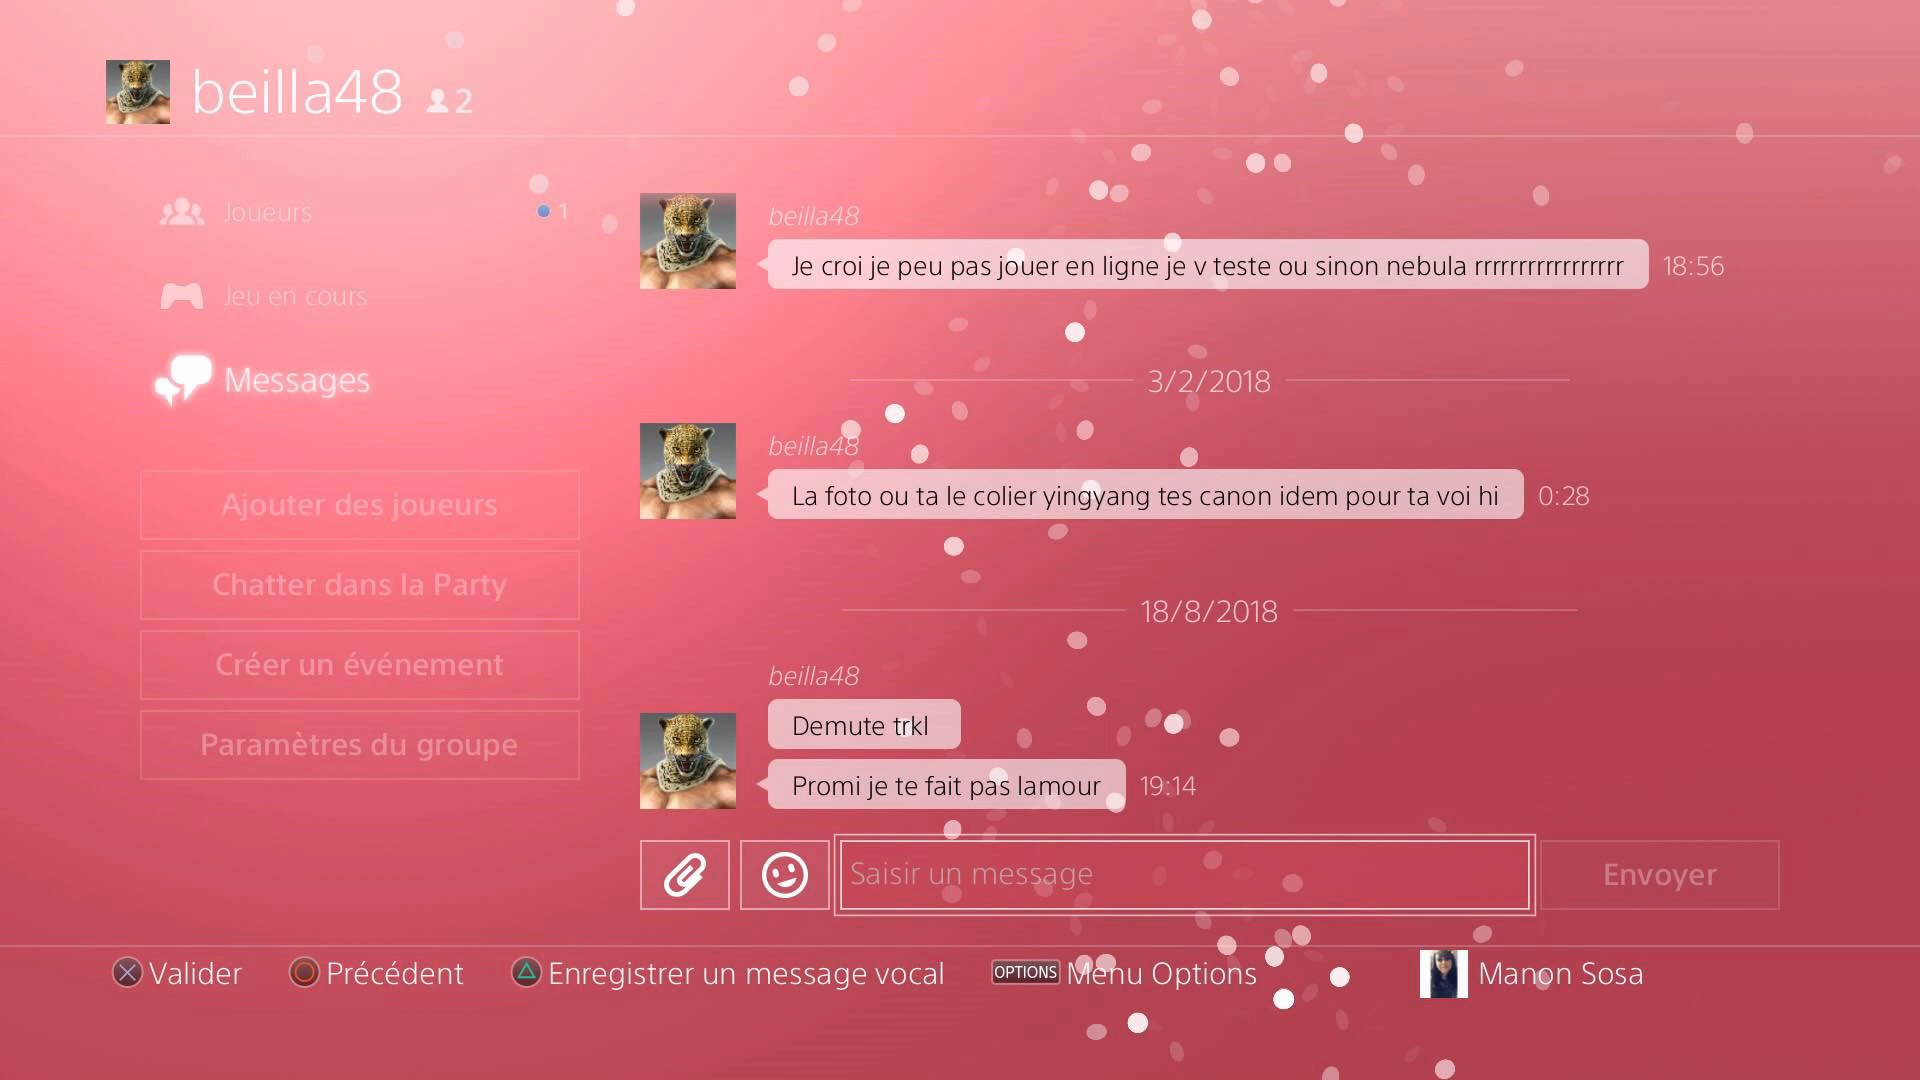 beilla48 2
Joueurs 1
Jeu en cours
Messages
Ajouter des joueurs
Chatter dans la Party
Créer un événement
Paramètres du groupe
beilla48
Je croi je peu pas jouer en ligne je v teste ou sinon nebula rrrrrrrrrrrrrrrrr 18:56
3/2/2018
beilla48
La foto ou ta le colier yingyang tes canon idem pour ta voi hi 0:28
18/8/2018
beilla48
Demute trkl
Promi je te fait pas lamour 19:14
Saisir un message
Envoyer
Valider Précédent Enregistrer un message vocal OPTIONS Menu Options Manon Sosa